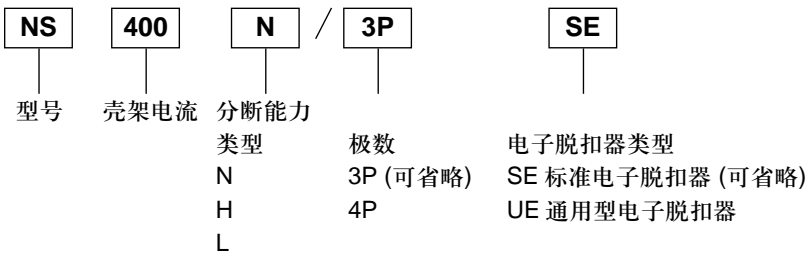 NS 400 N / 3P SE
型号 壳架电流 分断能力
类型 极数 电子脱扣器类型
N 3P (可省略) SE 标准电子脱扣器 (可省略)
H 4P UE 通用型电子脱扣器
L